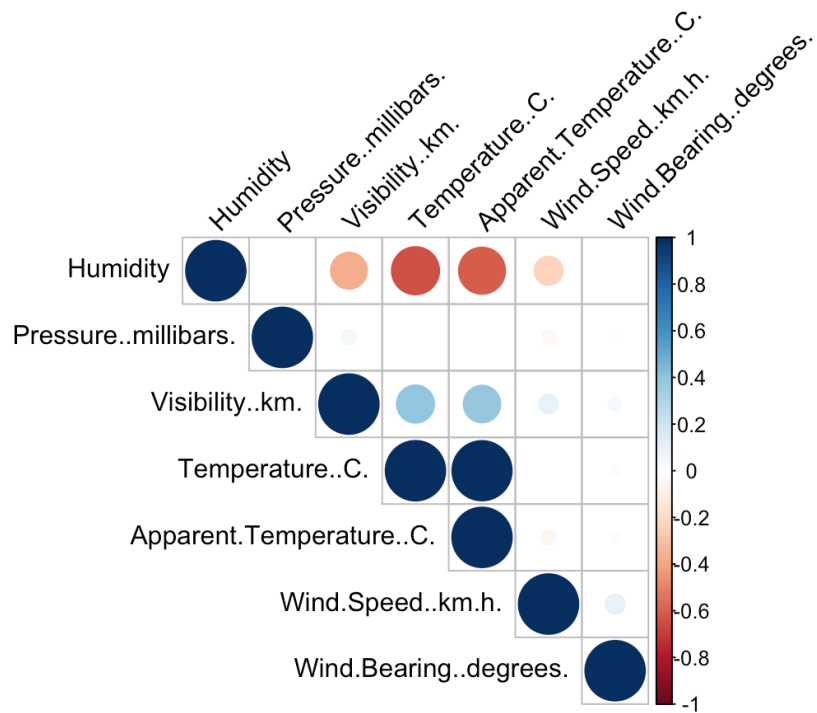 Humidity
Pressure..millibars.
Visibility..km.
Temperature..C.
Apparent.Temperature..C.
Wind.Speed..km.h.
Wind.Bearing..degrees.
Humidity
Pressure..millibars.
Visibility..km.
Temperature..C.
Apparent.Temperature..C.
Wind.Speed..km.h.
Wind.Bearing..degrees.
1
0.8
0.6
0.4
0.2
0
-0.2
-0.4
-0.6
-0.8
-1